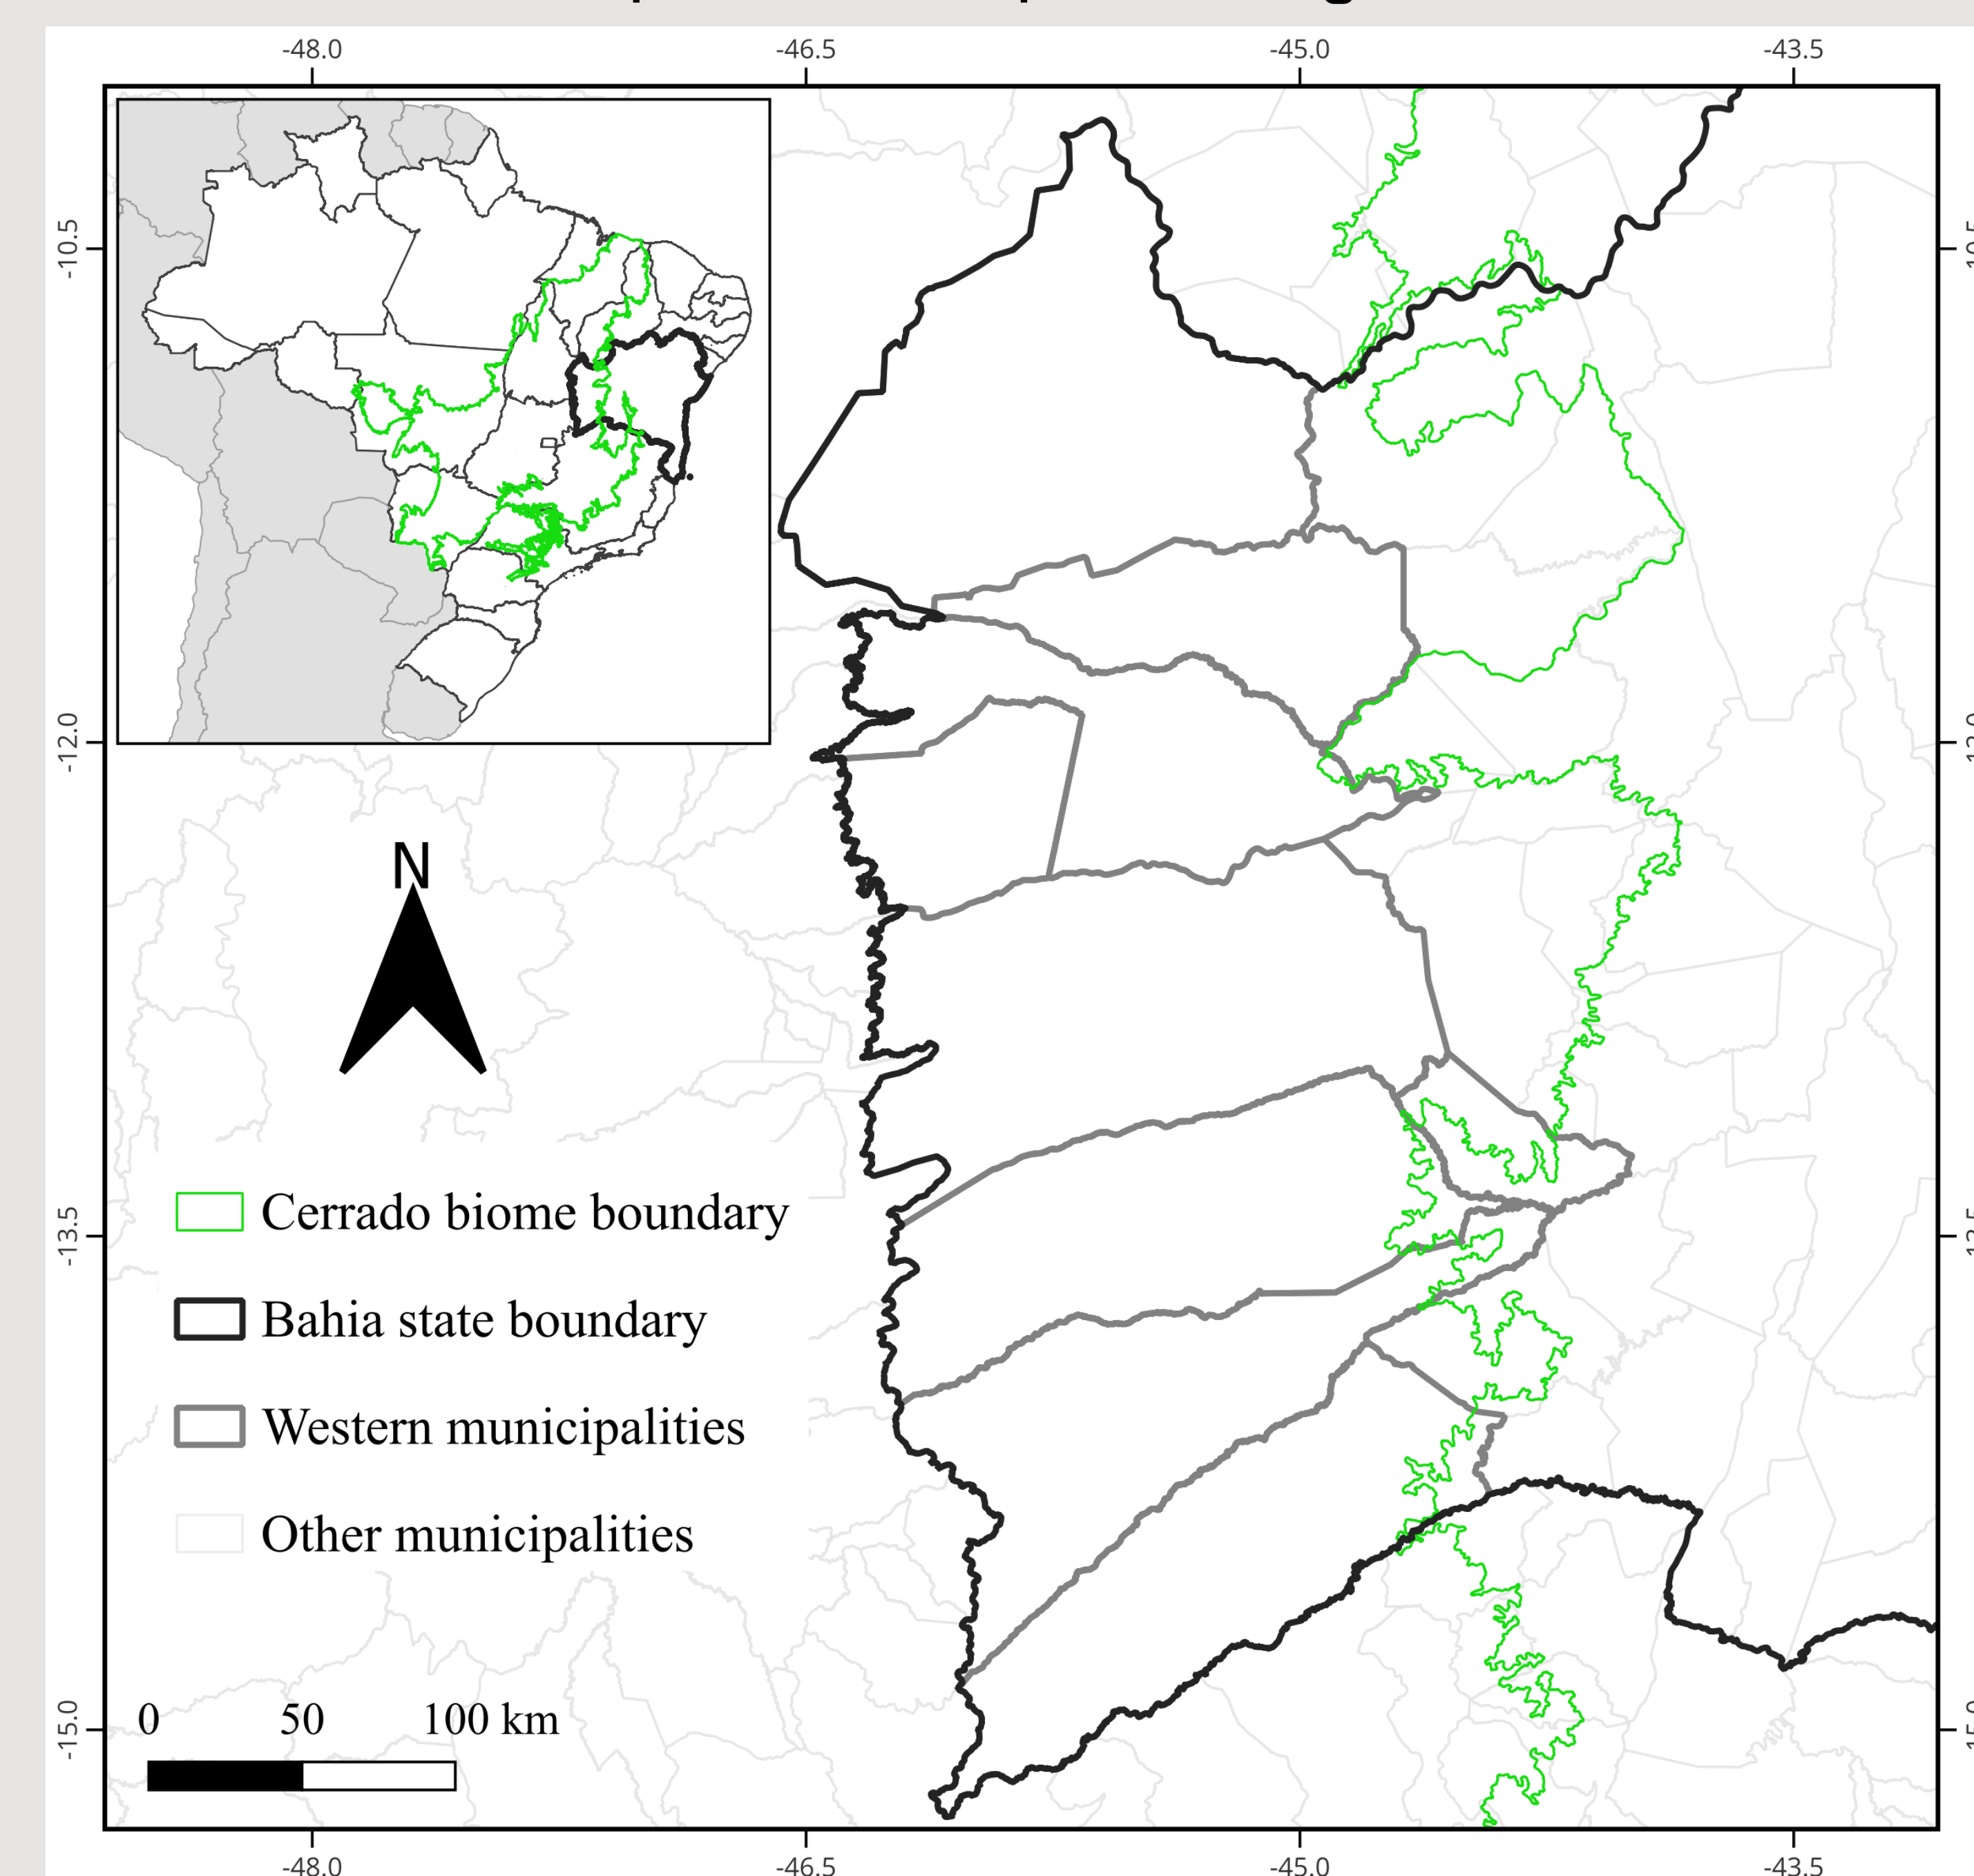 -48.0 -46.5 -45.0 -43.5
-10.5
-12.0
N
-13.5
Cerrado biome boundary
Bahia state boundary
Western municipalities
Other municipalities
-15.0
0 50 100 km
-48.0 -46.5 -45.0 -43.5